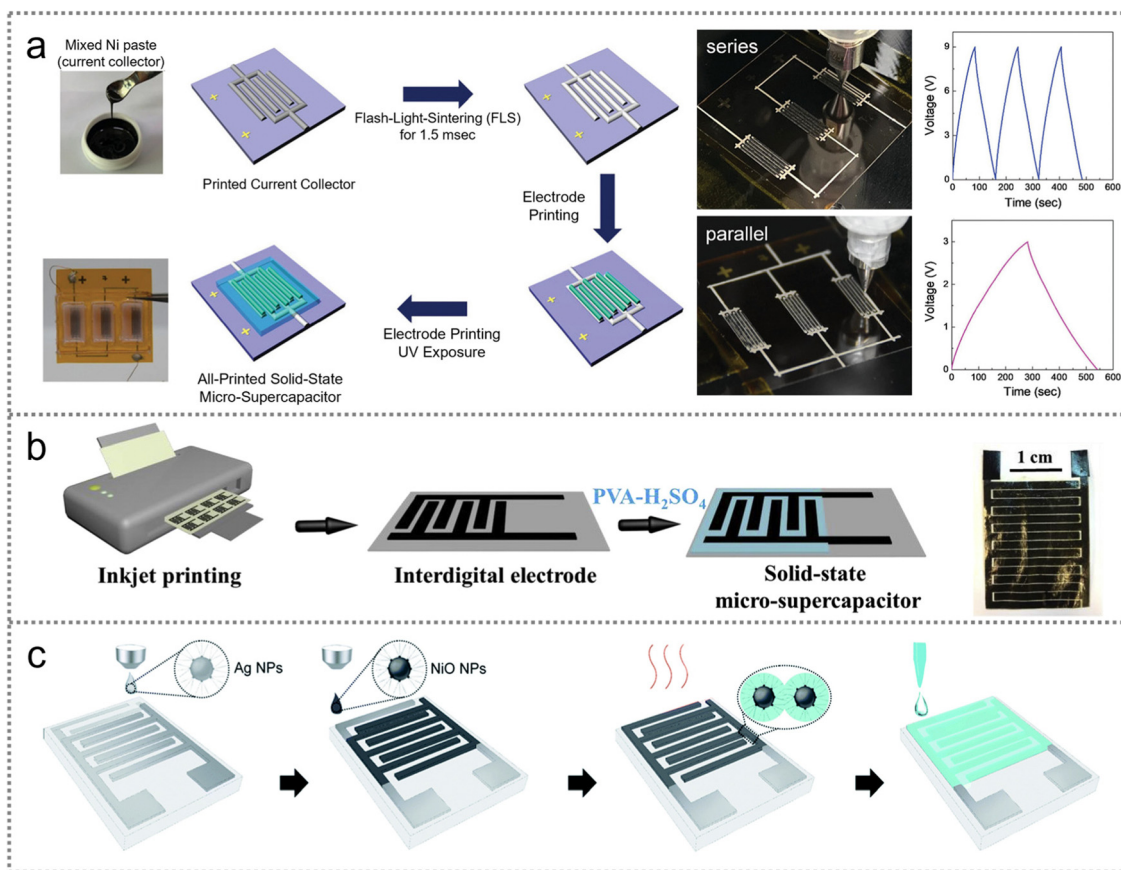 a
Mixed Ni paste
(current collector)
Printed Current Collector
Flash-Light-Sintering (FLS)
for 1.5 msec
Electrode
Printing
Electrode Printing
UV Exposure
All-Printed Solid-State
Micro-Supercapacitor
series
Voltage (V)
9
6
3
0
0 100 200 300 400 500 600
Time (sec)
parallel
Voltage (V)
3
2
1
0
0 100 200 300 400 500 600
Time (sec)
b
Inkjet printing
Interdigital electrode
PVA-H₂SO₄
Solid-state
micro-supercapacitor
1 cm
c
Ag NPs
NiO NPs